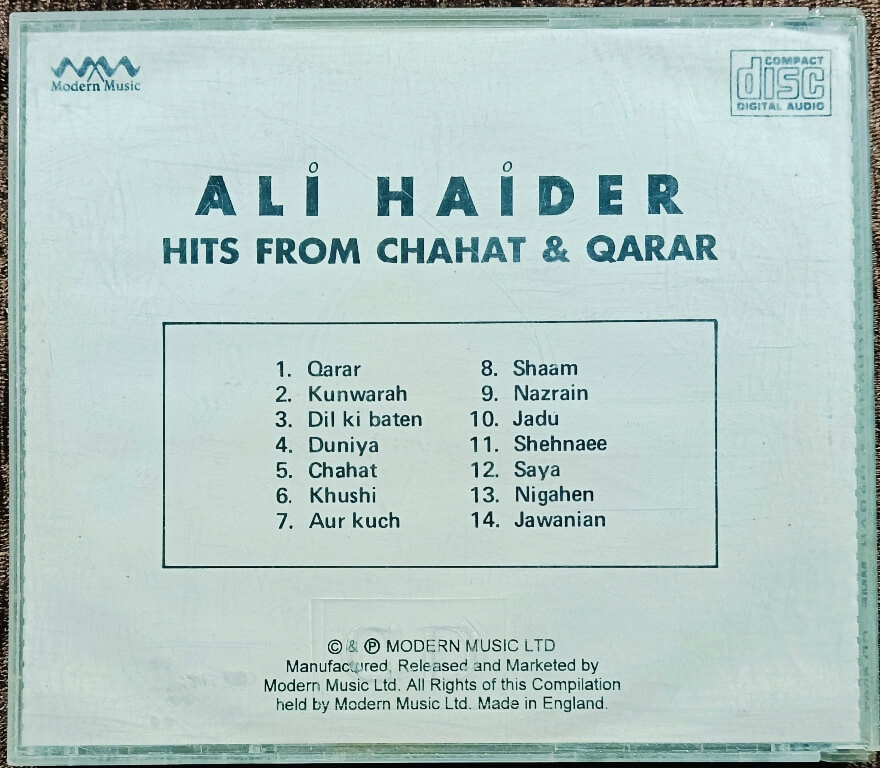 Modern Music
COMPACT
disc
DIGITAL AUDIO
ALi HAiDER
HITS FROM CHAHAT & QARAR
1. Qarar
2. Kunwarah
3. Dil ki baten
4. Duniya
5. Chahat
6. Khushi
7. Aur kuch
8. Shaam
9. Nazrain
10. Jadu
11. Shehnaee
12. Saya
13. Nigahen
14. Jawanian
© & ℗ MODERN MUSIC LTD
Manufactured, Released and Marketed by
Modern Music Ltd. All Rights of this Compilation
held by Modern Music Ltd. Made in England.